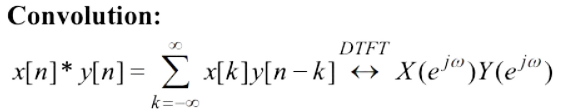 Convolution:
x[n]* y[n] = ∞∑k=−∞ x[k]y[n − k] DTFT↔ X(e^{jω})Y(e^{jω})